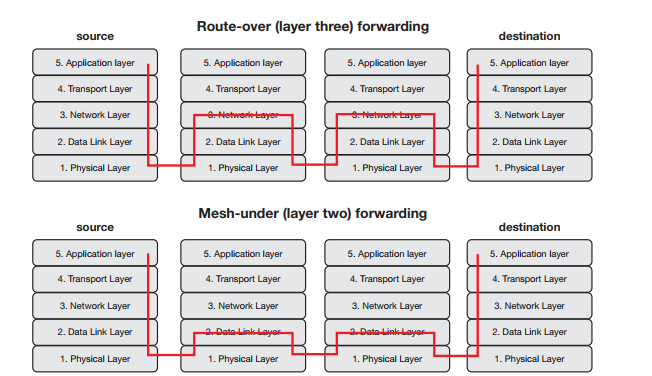 Route-over (layer three) forwarding
source
destination
5. Application layer
5. Application layer
5. Application layer
5. Application layer
4. Transport Layer
4. Transport Layer
4. Transport Layer
4. Transport Layer
3. Network Layer
3. Network Layer
3. Network Layer
3. Network Layer
2. Data Link Layer
2. Data Link Layer
2. Data Link Layer
2. Data Link Layer
1. Physical Layer
1. Physical Layer
1. Physical Layer
1. Physical Layer
Mesh-under (layer two) forwarding
source
destination
5. Application layer
5. Application layer
5. Application layer
5. Application layer
4. Transport Layer
4. Transport Layer
4. Transport Layer
4. Transport Layer
3. Network Layer
3. Network Layer
3. Network Layer
3. Network Layer
2. Data Link Layer
2. Data Link Layer
2. Data Link Layer
2. Data Link Layer
1. Physical Layer
1. Physical Layer
1. Physical Layer
1. Physical Layer